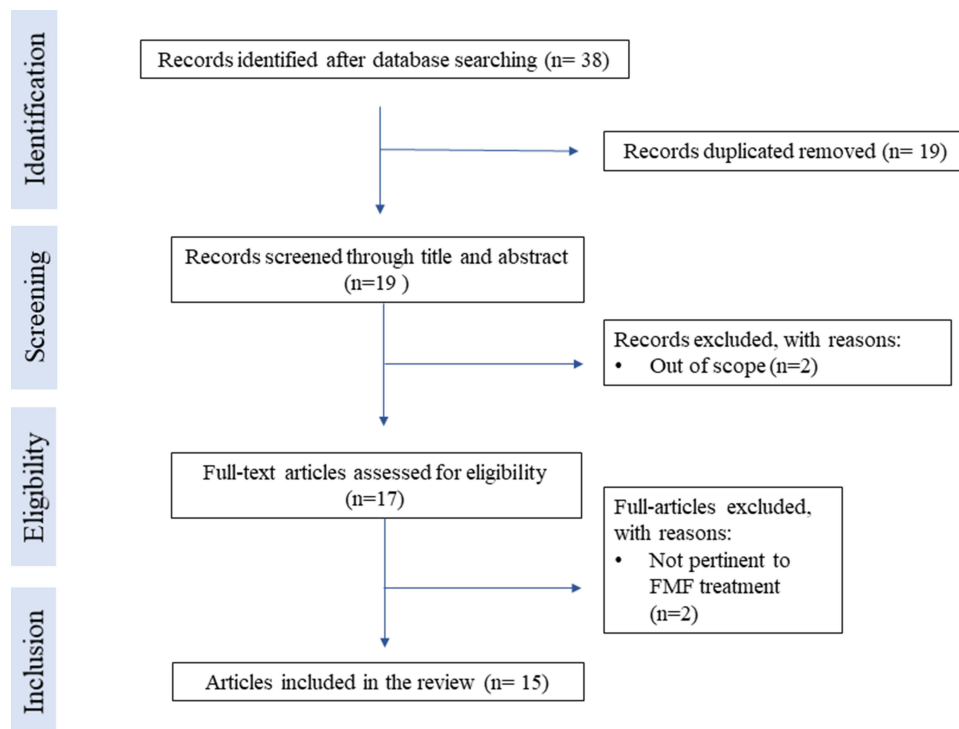 Identification
Records identified after database searching (n= 38)
Records duplicated removed (n= 19)
Screening
Records screened through title and abstract
(n=19 )
Records excluded, with reasons:
• Out of scope (n=2)
Eligibility
Full-text articles assessed for eligibility
(n=17)
Full-articles excluded,
with reasons:
• Not pertinent to
FMF treatment
(n=2)
Inclusion
Articles included in the review (n= 15)